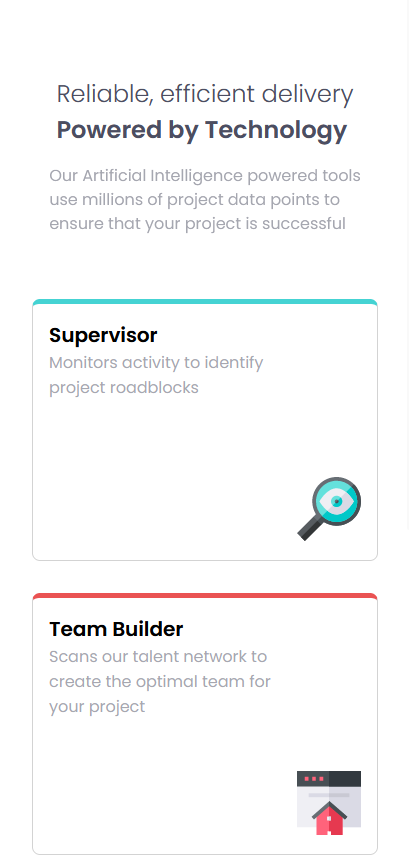 Reliable, efficient delivery
Powered by Technology
Our Artificial Intelligence powered tools
use millions of project data points to
ensure that your project is successful
Supervisor
Monitors activity to identify
project roadblocks
Team Builder
Scans our talent network to
create the optimal team for
your project